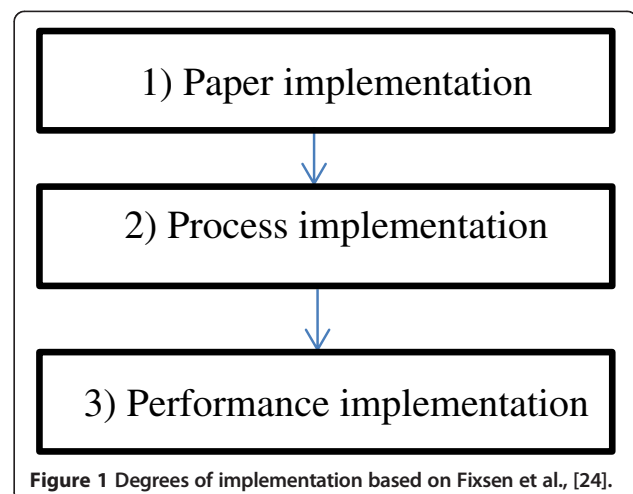 1) Paper implementation
2) Process implementation
3) Performance implementation
Figure 1 Degrees of implementation based on Fixsen et al., [24].